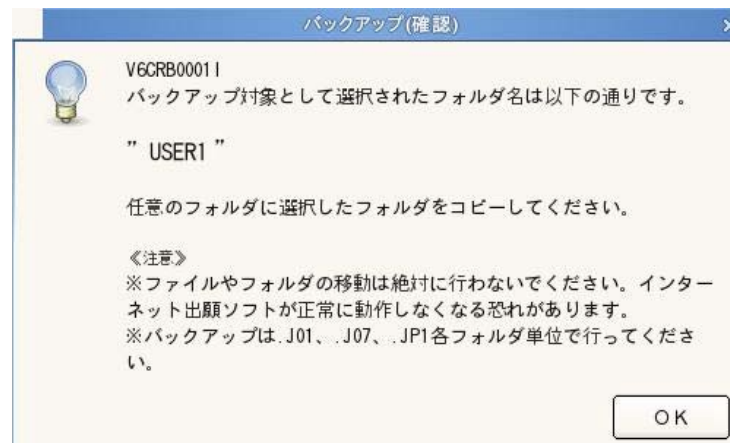 バックアップ(確認)
V6CRB0001I
バックアップ対象として選択されたフォルダ名は以下の通りです。
” USER1 ”
任意のフォルダに選択したフォルダをコピーしてください。
≪注意≫
※ファイルやフォルダの移動は絶対に行わないでください。インター
ネット出願ソフトが正常に動作しなくなる恐れがあります。
※バックアップは.J01、.J07、.JP1各フォルダ単位で行ってくださ
い。
OK